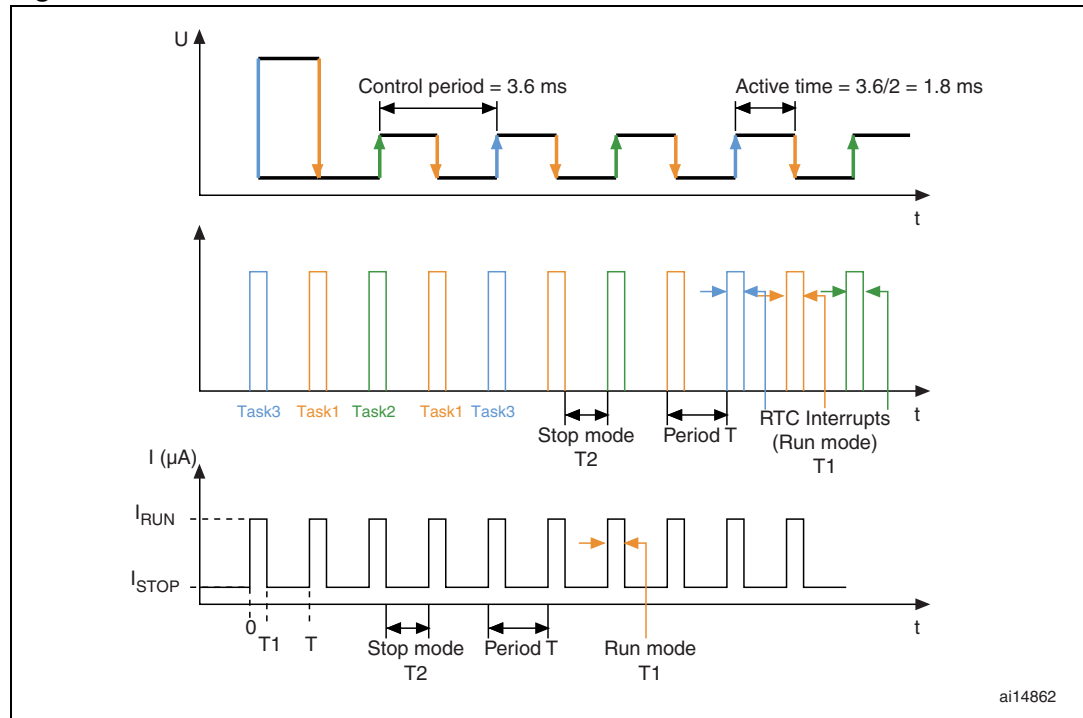 U
Control period = 3.6 ms
Active time = 3.6/2 = 1.8 ms
t
Task3 Task1 Task2 Task1 Task3
Stop mode
T2
Period T
RTC Interrupts
(Run mode)
T1
t
I (µA)
IRUN
ISTOP
0
T1
T
Stop mode
T2
Period T
Run mode
T1
t
ai14862